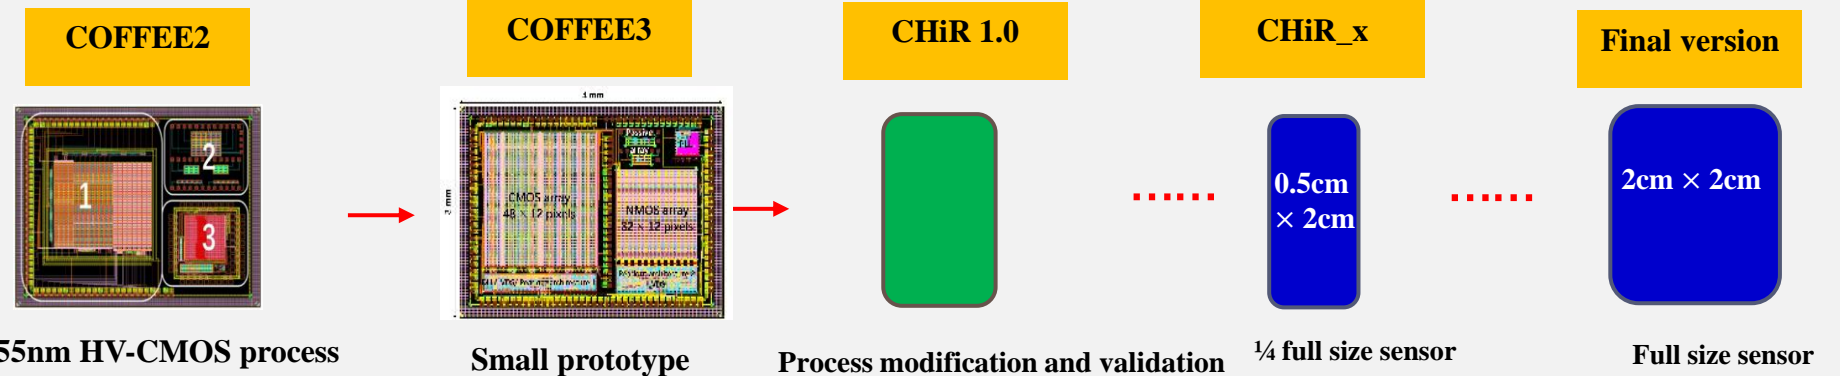 COFFEE2
COFFEE3
CHiR 1.0
CHiR_x
Final version
1
2
3
CMOS array
48 × 12 pixels
Passive
array
NMOS array
32 × 12 pixels
0.5cm
× 2cm
2cm × 2cm
55nm HV-CMOS process
Small prototype
Process modification and validation
¼ full size sensor
Full size sensor